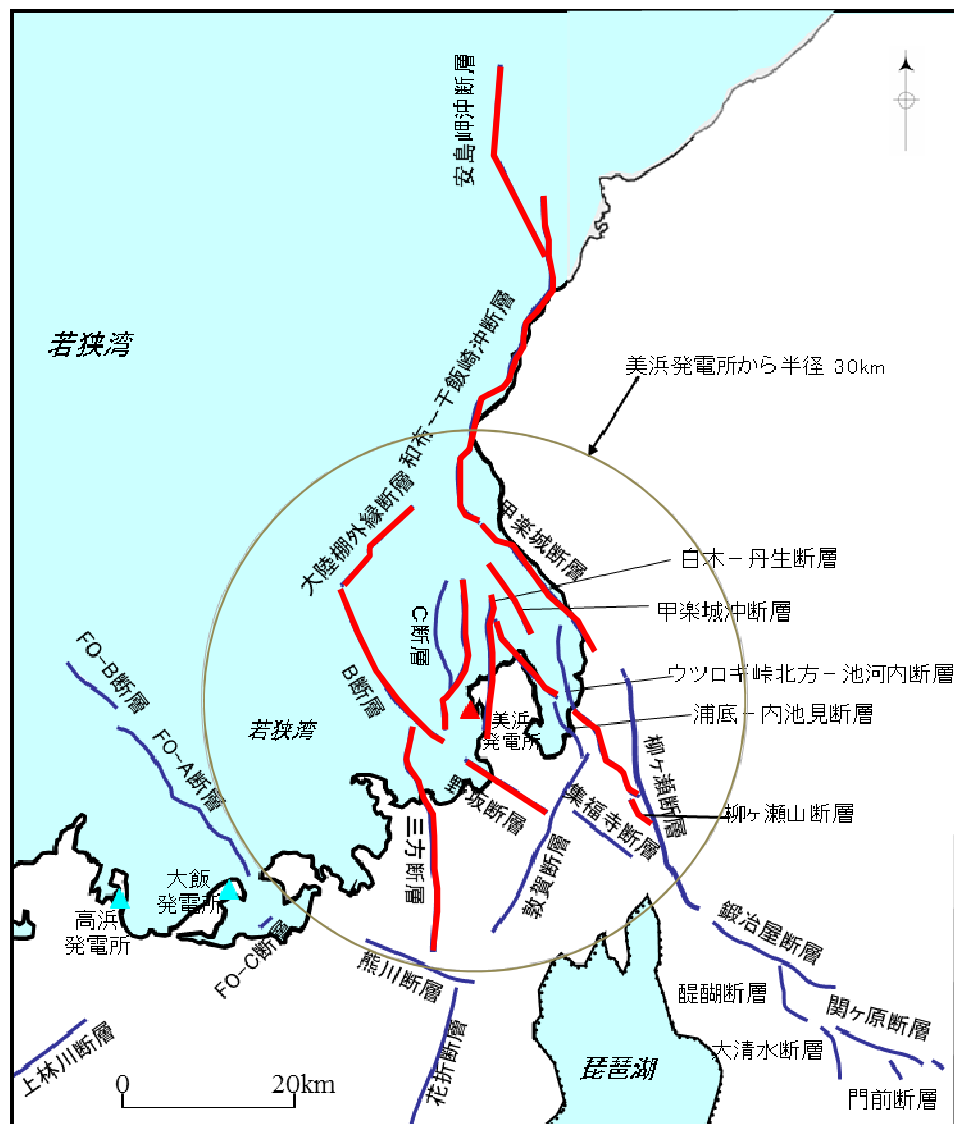 安島岬沖断層
若狭湾
和布－干飯崎沖断層
美浜発電所から半径 30km
大陸棚外縁断層
甲楽城断層
白木－丹生断層
甲楽城沖断層
C断層
FO-B断層
B断層
ウツロギ峠北方－池河内断層
若狭湾
美浜
発電所
浦底－内池見断層
FO-A断層
柳ヶ瀬断層
野坂断層
集福寺断層
柳ヶ瀬山断層
三方断層
敦賀断層
大飯
発電所
高浜
発電所
FO-C断層
熊川断層
鍛冶屋断層
醍醐断層
関ヶ原断層
上林川断層
花折断層
琵琶湖
大清水断層
門前断層
0
20km